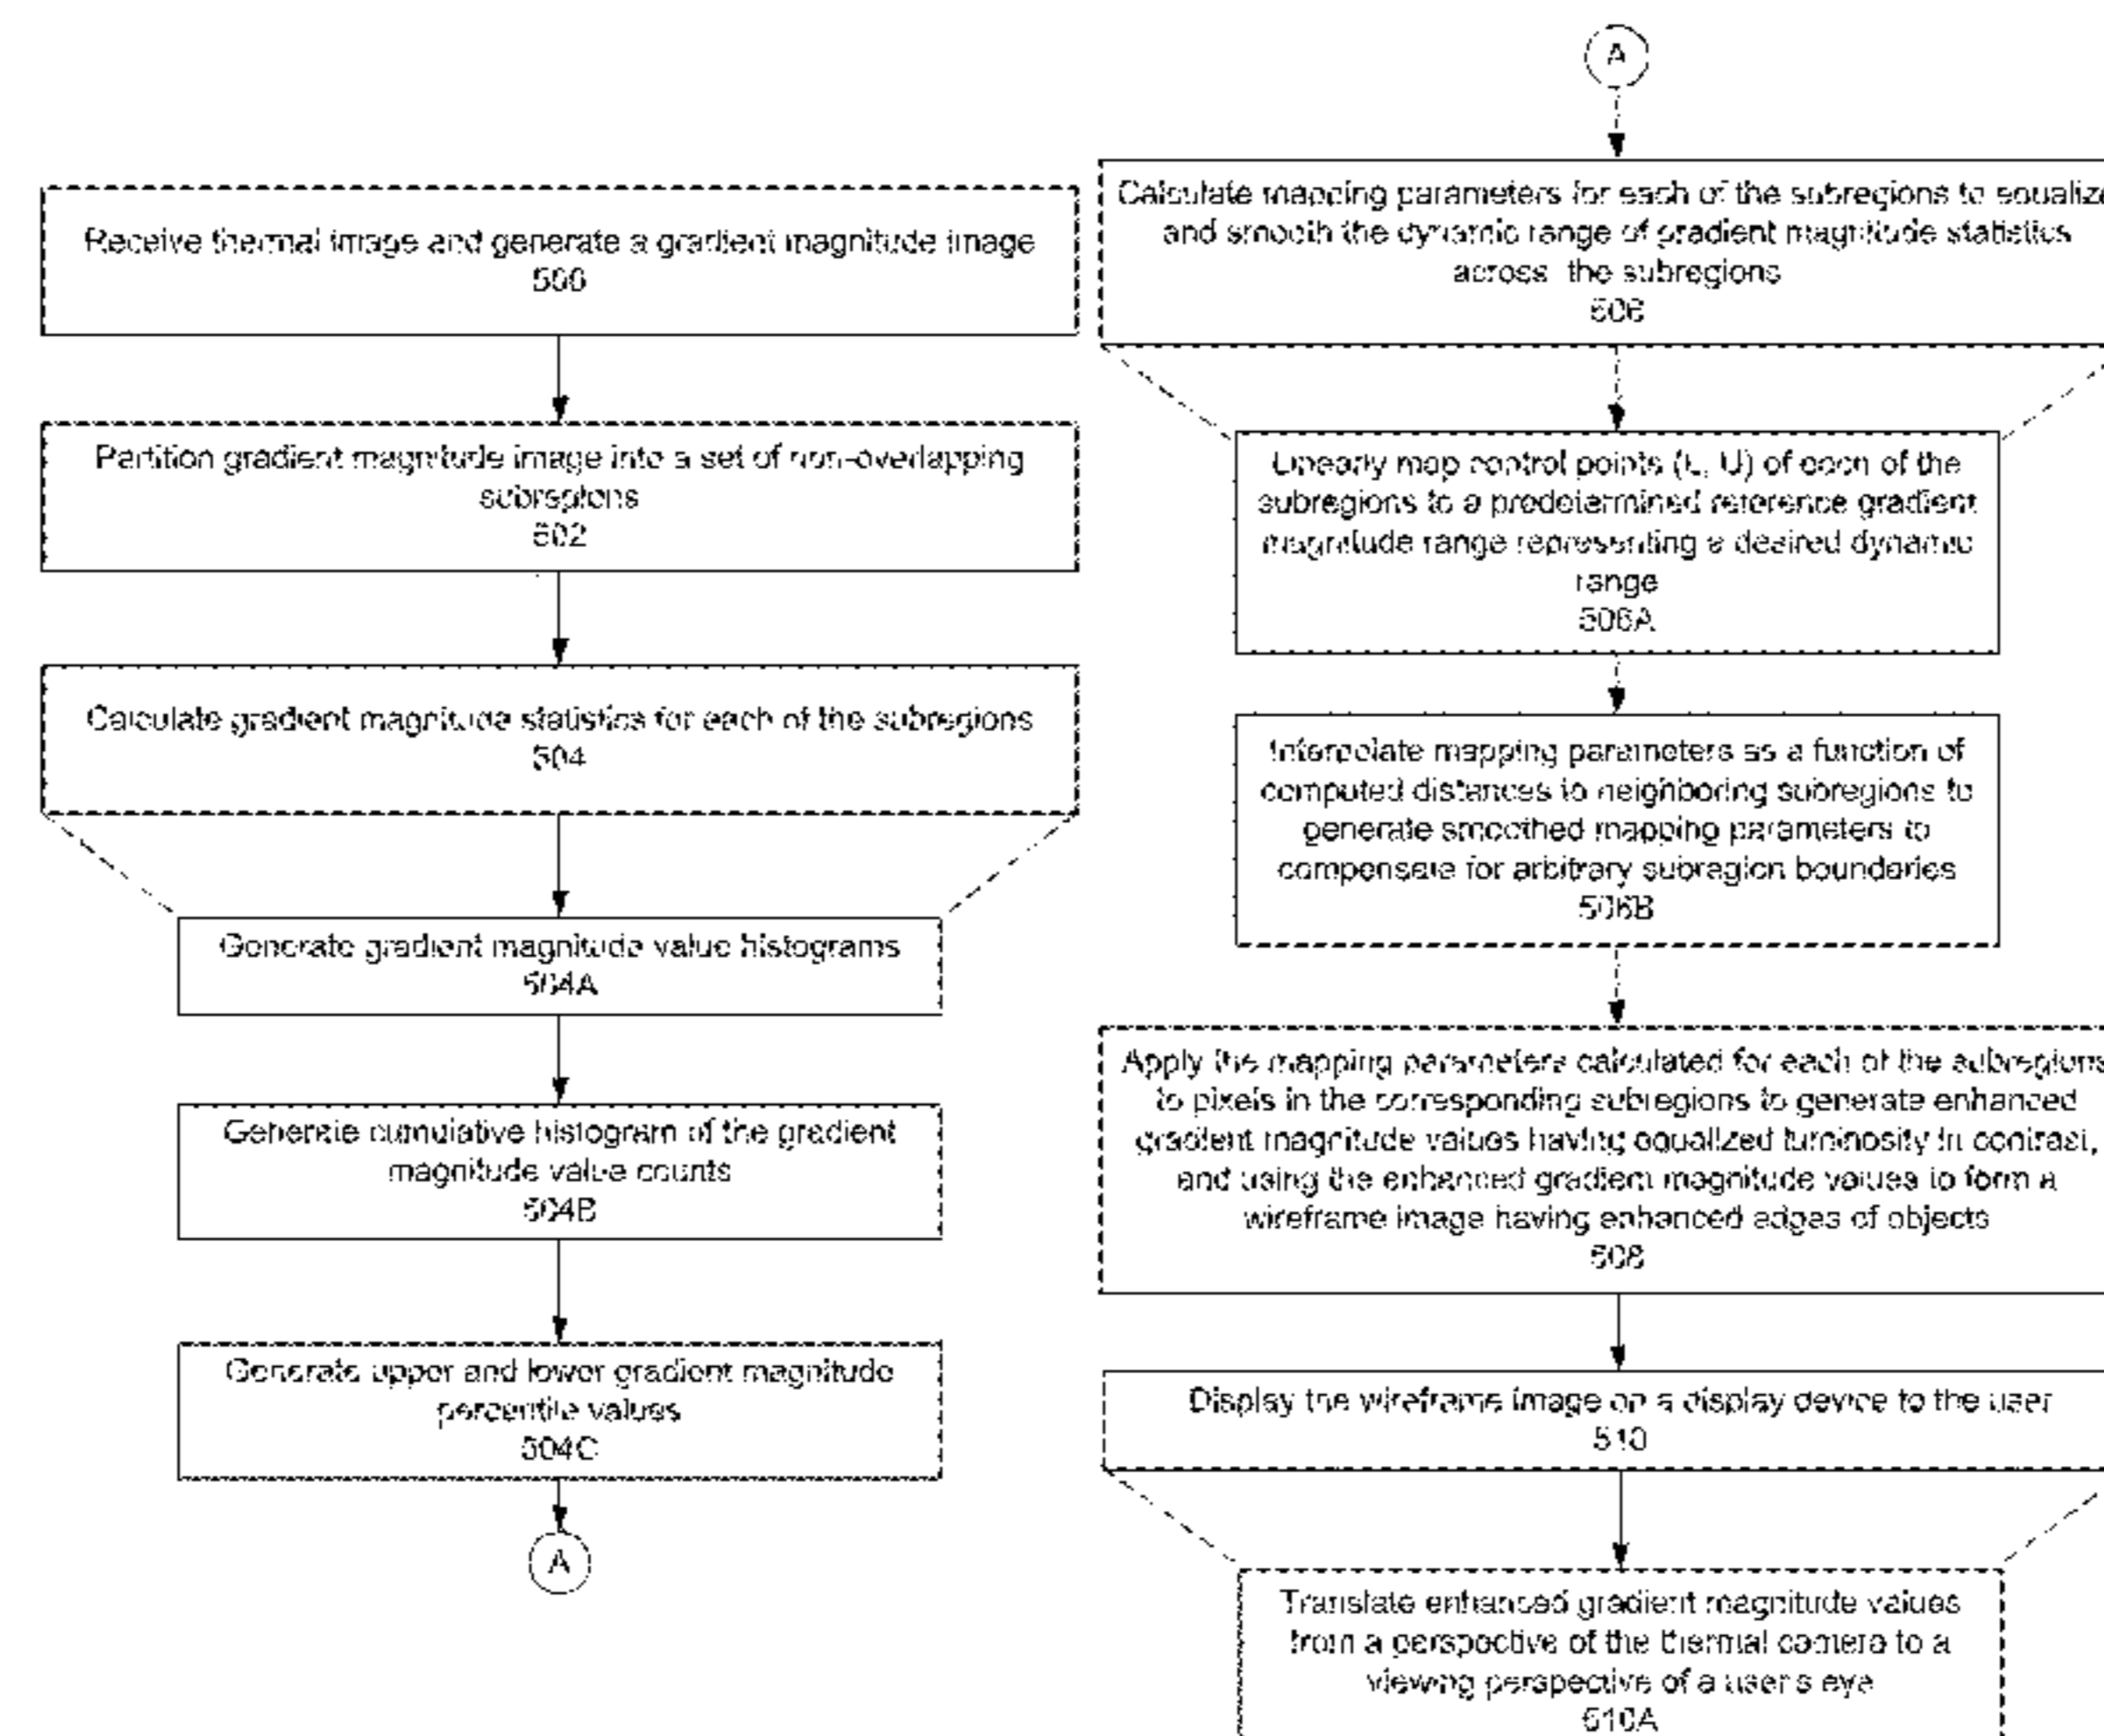 Receive thermal image and generate a gradient magnitude image
500
Partition gradient magnitude image into a set of non-overlapping
subregions
502
Calculate gradient magnitude statistics for each of the subregions
504
Generate gradient magnitude value histograms
504A
Generate cumulative histogram of the gradient
magnitude value counts
504B
Generate upper and lower gradient magnitude
percentile values
504C
A
A
Calculate mapping parameters for each of the subregions to equalize
and smooth the dynamic range of gradient magnitude statistics
across the subregions
506
Linearly map control points (L, U) of each of the
subregions to a predetermined reference gradient
magnitude range representing a desired dynamic
range
506A
Interpolate mapping parameters as a function of
computed distances to neighboring subregions to
generate smoothed mapping parameters to
compensate for arbitrary subregion boundaries
506B
Apply the mapping parameters calculated for each of the subregions
to pixels in the corresponding subregions to generate enhanced
gradient magnitude values having equalized luminosity in contrast,
and using the enhanced gradient magnitude values to form a
wireframe image having enhanced edges of objects
508
Display the wireframe image on a display device to the user
510
Translate enhanced gradient magnitude values
from a perspective of the thermal camera to a
viewing perspective of a user's eye
510A